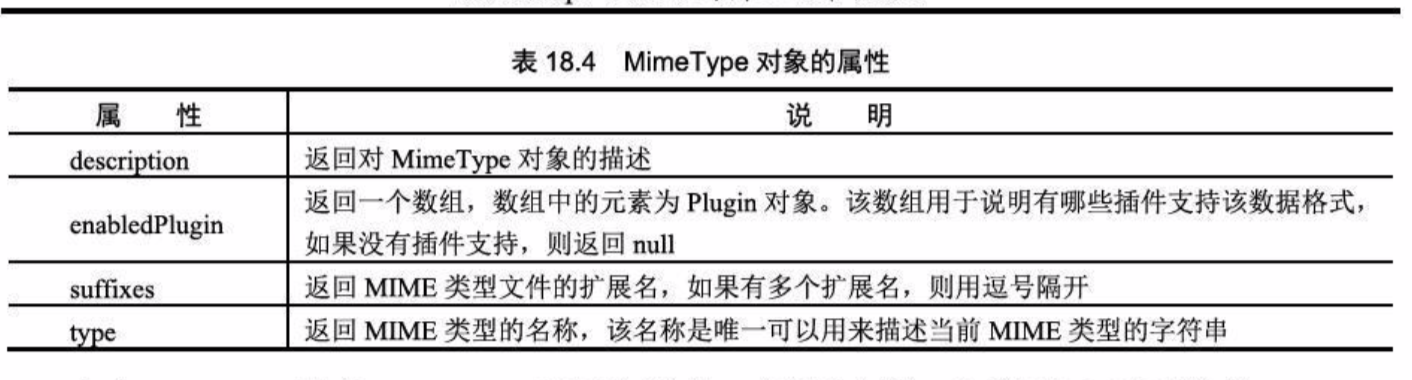 表 18.4 MimeType 对象的属性
属 性 说 明
description 返回对 MimeType 对象的描述
enabledPlugin 返回一个数组，数组中的元素为 Plugin 对象。该数组用于说明有哪些插件支持该数据格式，
如果没有插件支持，则返回 null
suffixes 返回 MIME 类型文件的扩展名，如果有多个扩展名，则用逗号隔开
type 返回 MIME 类型的名称，该名称是唯一可以用来描述当前 MIME 类型的字符串